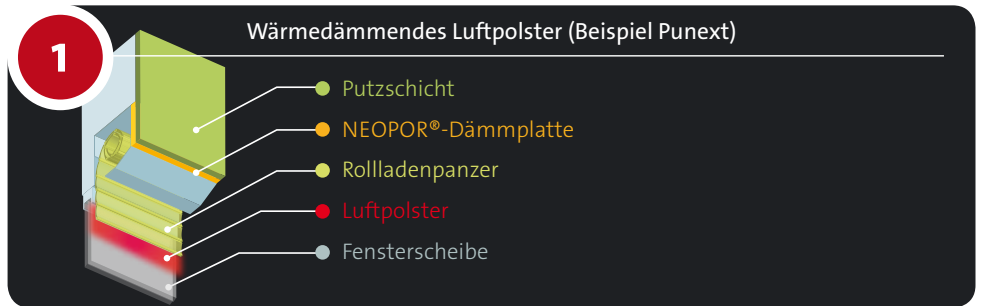 1
Wärmedämmendes Luftpolster (Beispiel Punext)
Putzschicht
NEOPOR®-Dämmplatte
Rollladenpanzer
Luftpolster
Fensterscheibe